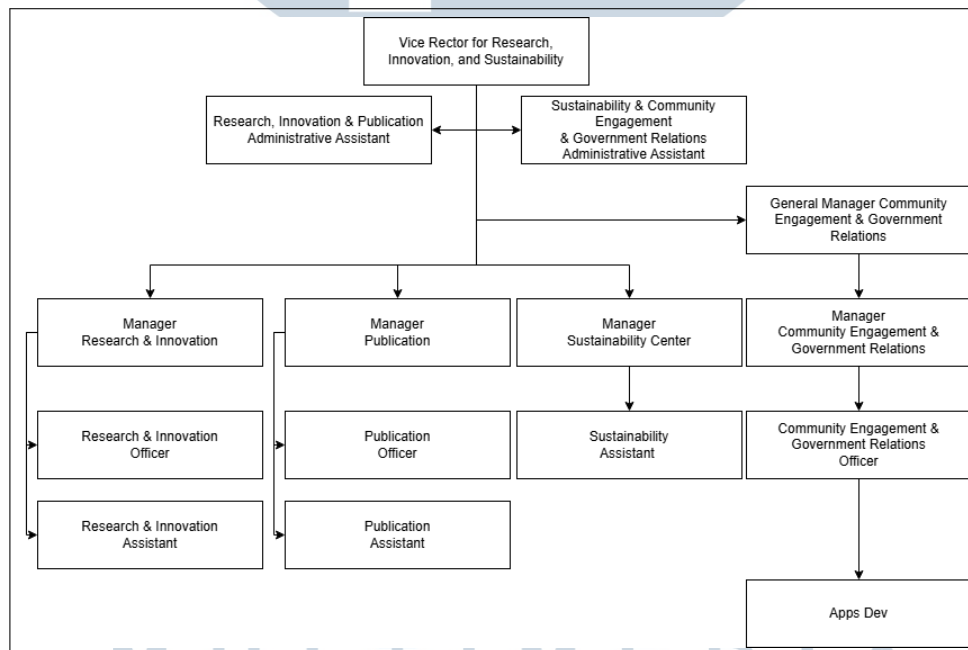 Vice Rector for Research,
Innovation, and Sustainability
Research, Innovation & Publication
Administrative Assistant
Sustainability & Community
Engagement
& Government Relations
Administrative Assistant
General Manager Community
Engagement & Government
Relations
Manager
Research & Innovation
Manager
Publication
Manager
Sustainability Center
Manager
Community Engagement &
Government Relations
Research & Innovation
Officer
Publication
Officer
Sustainability
Assistant
Community Engagement &
Government Relations
Officer
Research & Innovation
Assistant
Publication
Assistant
Apps Dev